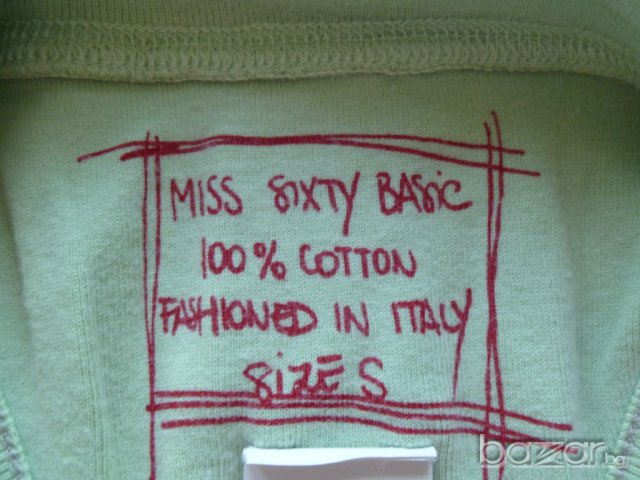 MISS SIXTY BASIC
100% COTTON
FASHIONED IN ITALY
SIZE S
bazar.bg